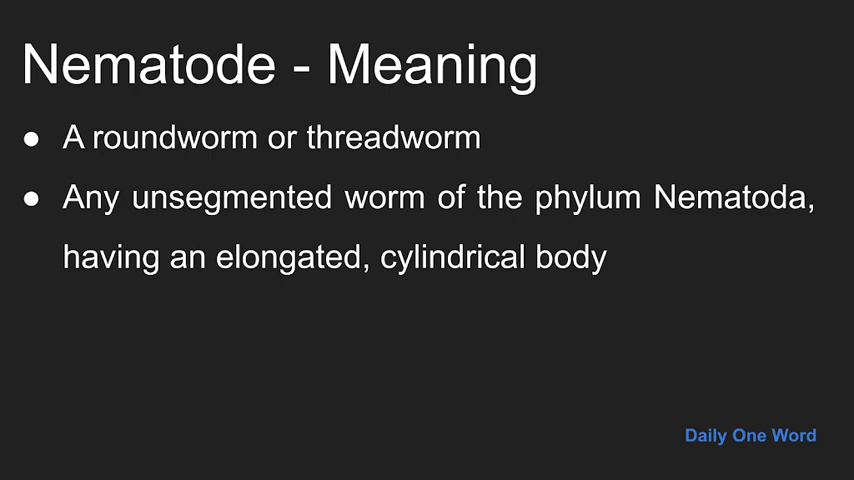 Nematode - Meaning
● A roundworm or threadworm
● Any unsegmented worm of the phylum Nematoda,
having an elongated, cylindrical body
Daily One Word